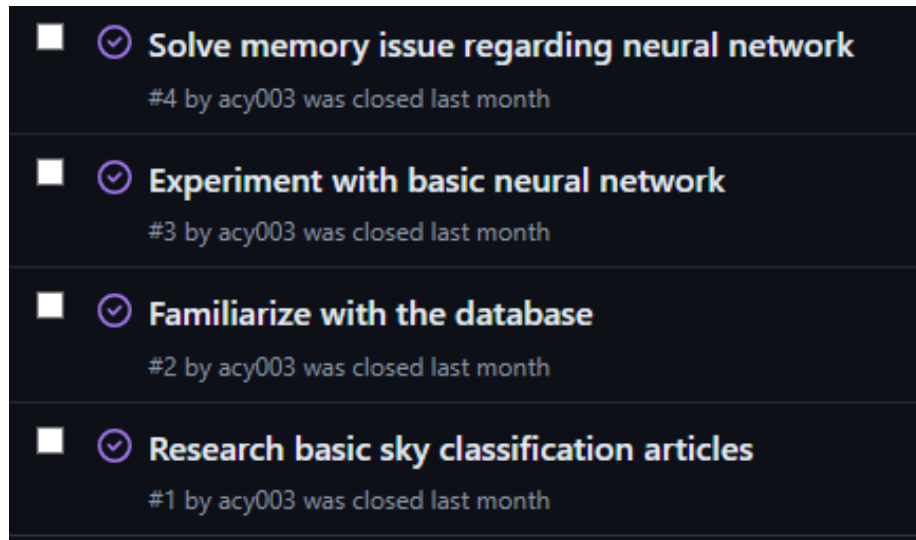 Solve memory issue regarding neural network
#4 by acy003 was closed last month
Experiment with basic neural network
#3 by acy003 was closed last month
Familiarize with the database
#2 by acy003 was closed last month
Research basic sky classification articles
#1 by acy003 was closed last month